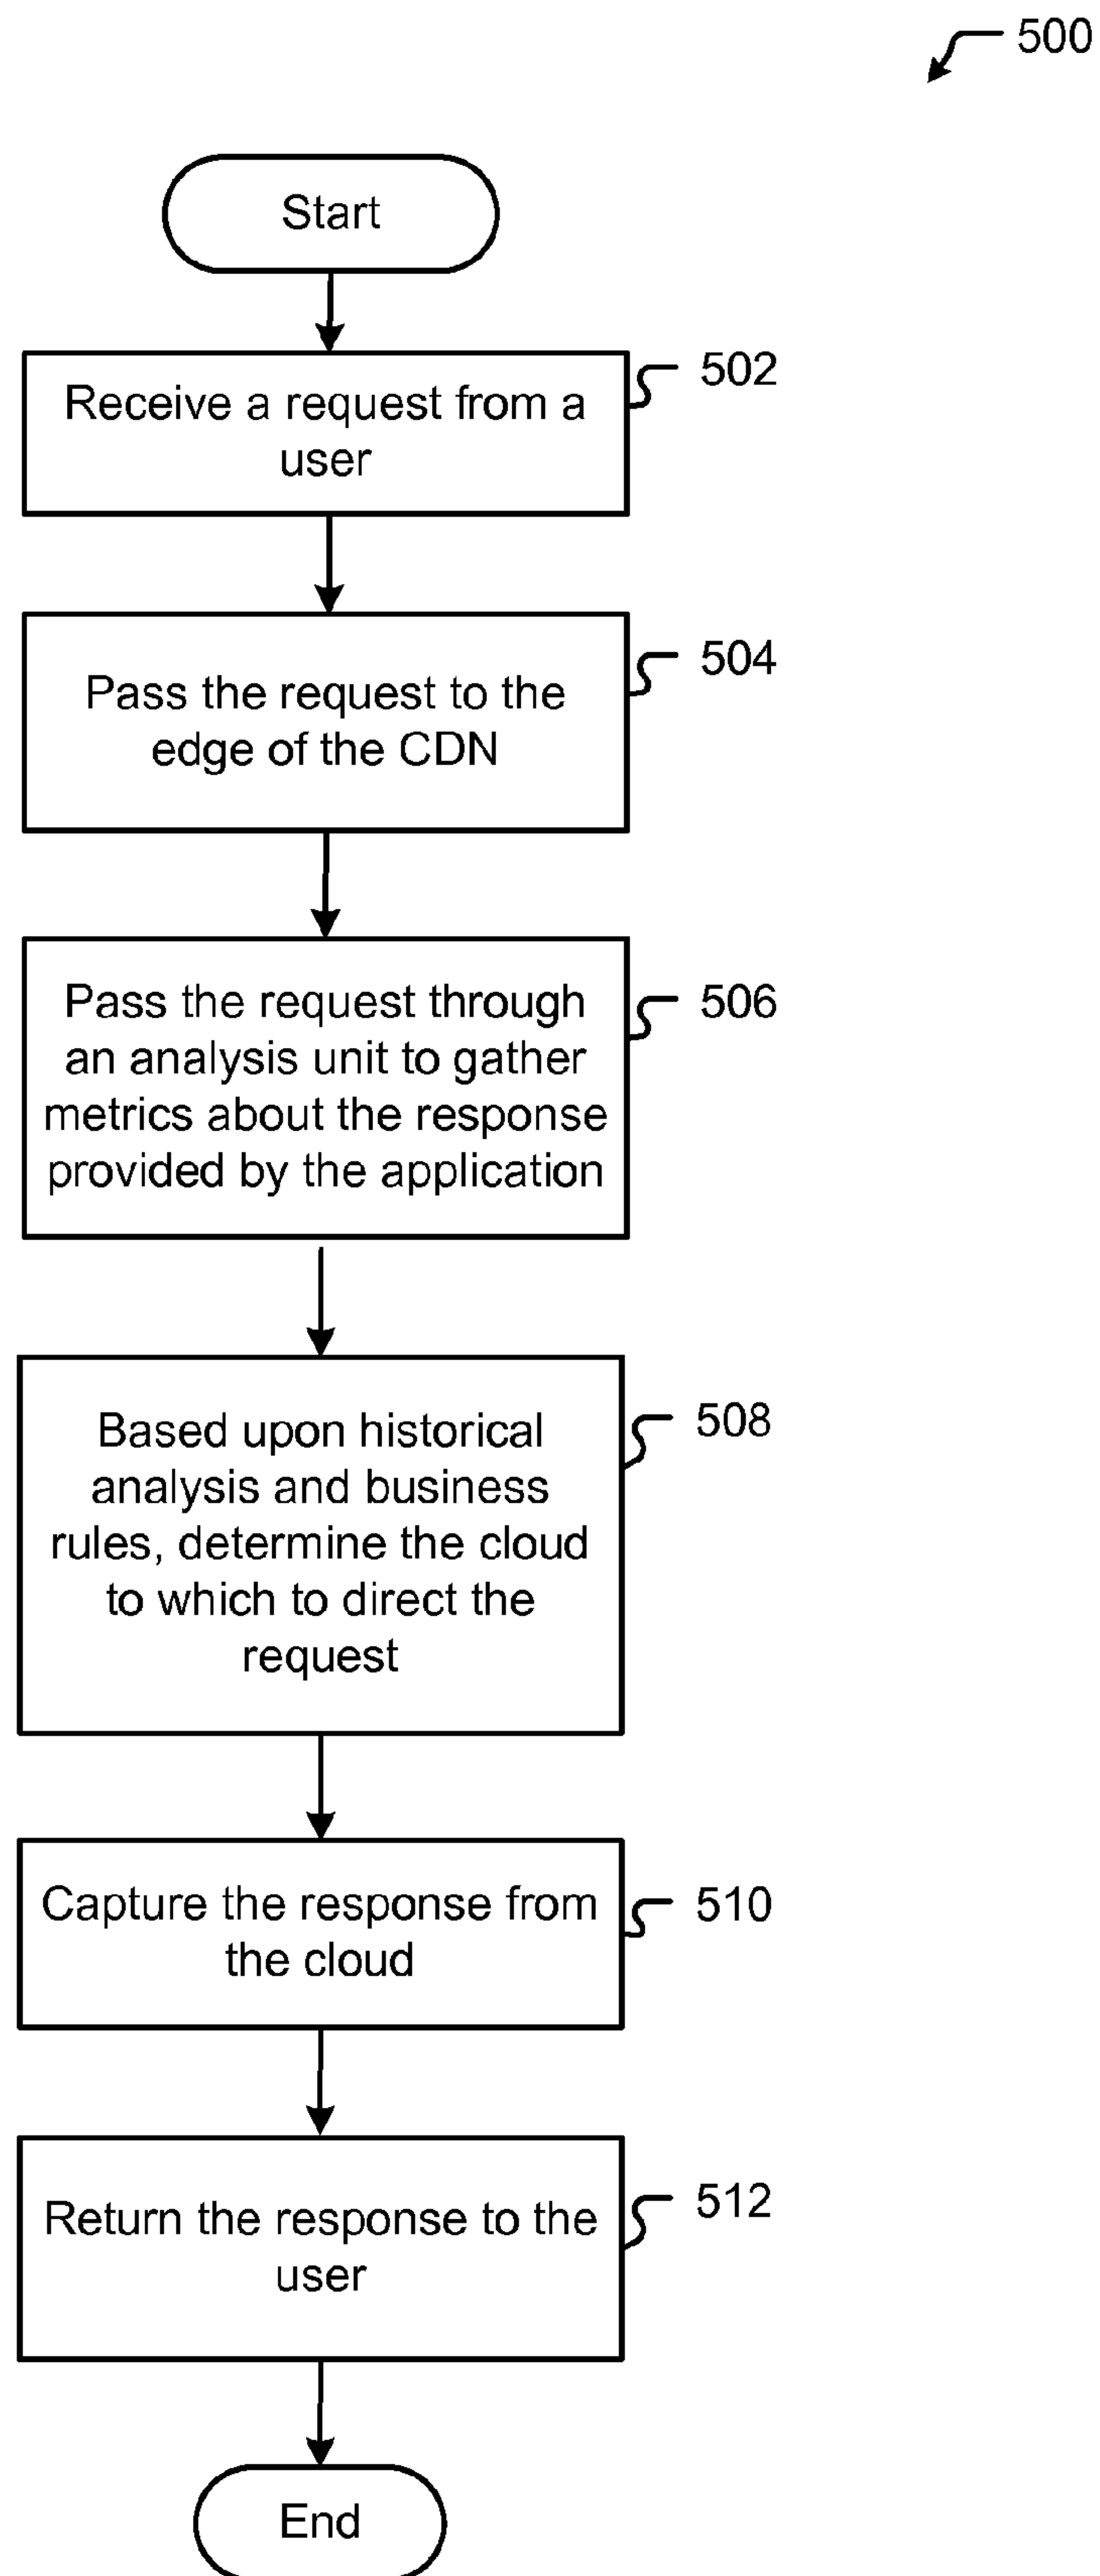 500
Start
502
Receive a request from a
user
504
Pass the request to the
edge of the CDN
506
Pass the request through
an analysis unit to gather
metrics about the response
provided by the application
508
Based upon historical
analysis and business
rules, determine the cloud
to which to direct the
request
510
Capture the response from
the cloud
512
Return the response to the
user
End